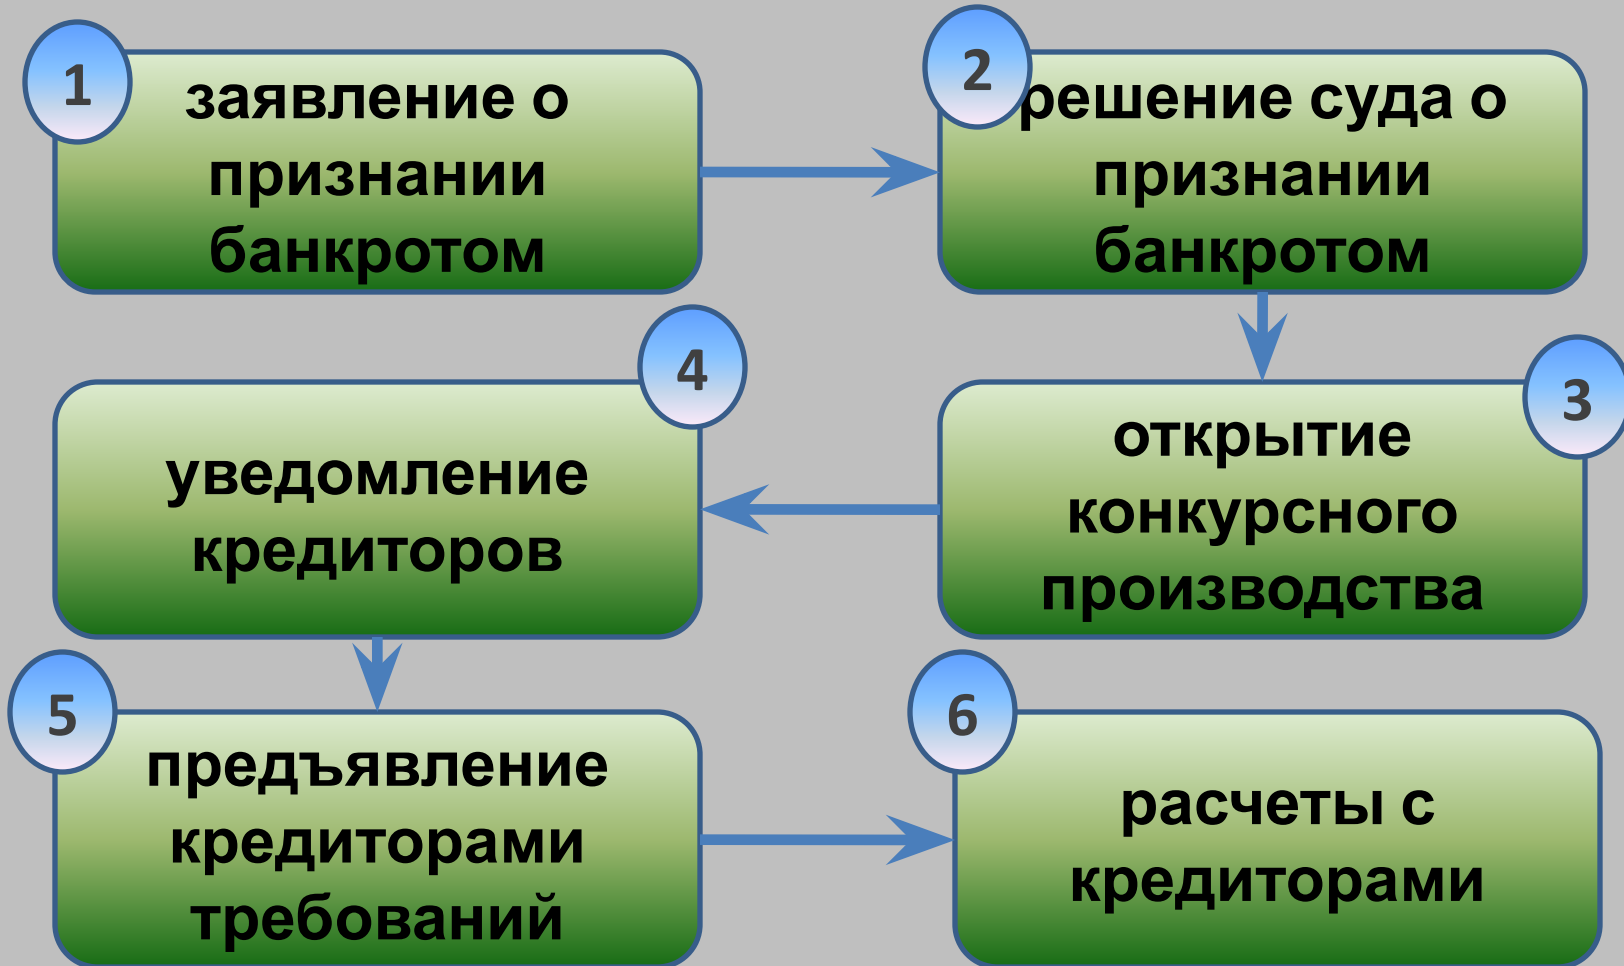 1
заявление о
признании
банкротом
2
решение суда о
признании
банкротом
3
открытие
конкурсного
производства
4
уведомление
кредиторов
5
предъявление
кредиторами
требований
6
расчеты с
кредиторами